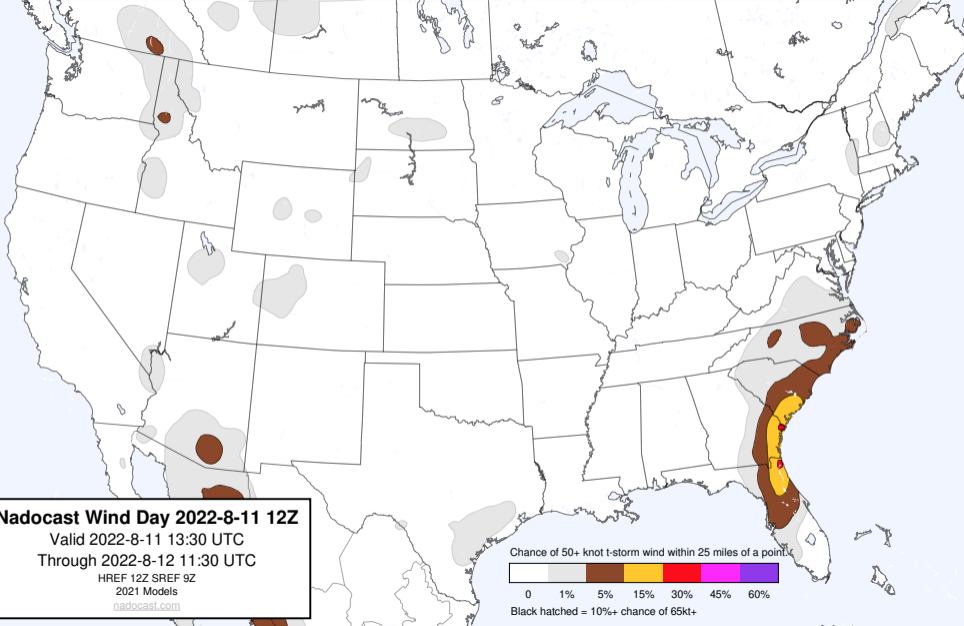 Nadocast Wind Day 2022-8-11 12Z
Valid 2022-8-11 13:30 UTC
Through 2022-8-12 11:30 UTC
HREF 12Z SREF 9Z
2021 Models
nadocast.com
Chance of 50+ knot t-storm wind within 25 miles of a point.
0 1% 5% 15% 30% 45% 60%
Black hatched = 10%+ chance of 65kt+